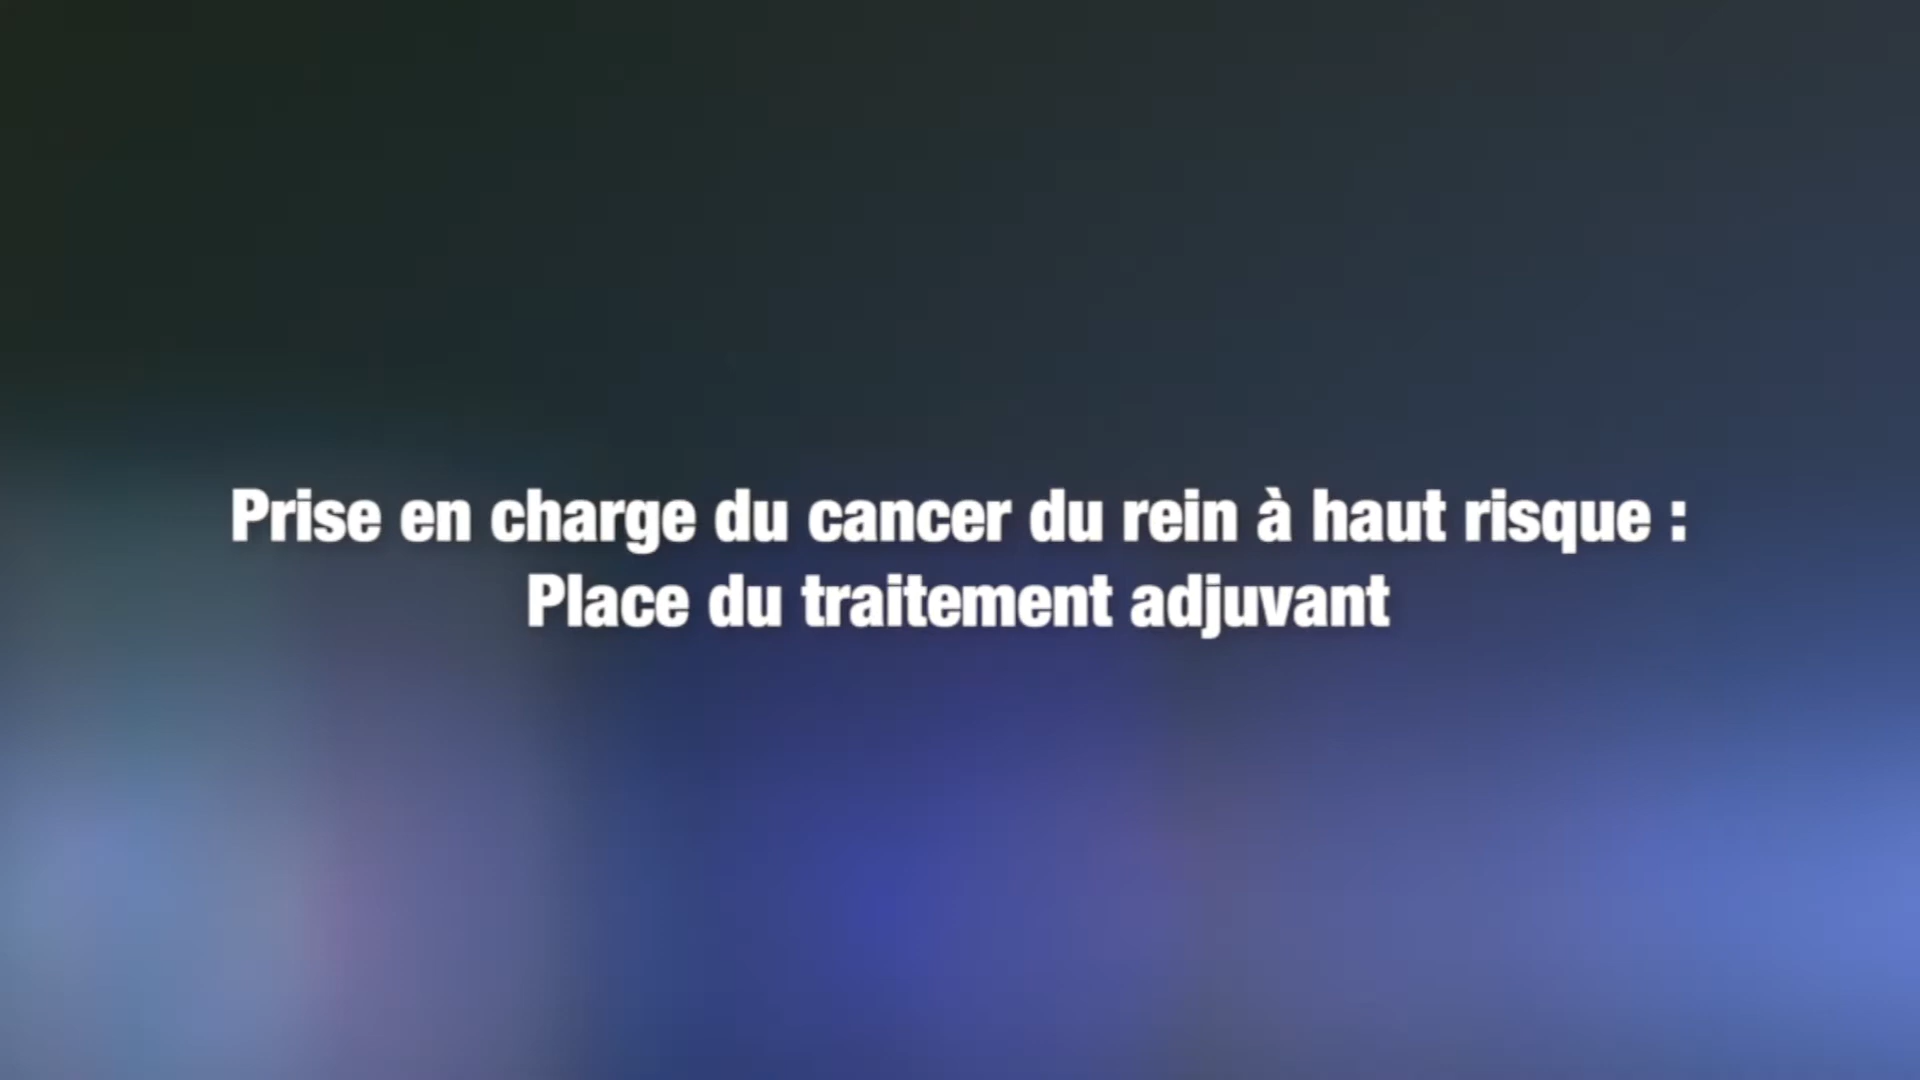 Prise en charge du cancer du rein à haut risque :
Place du traitement adjuvant